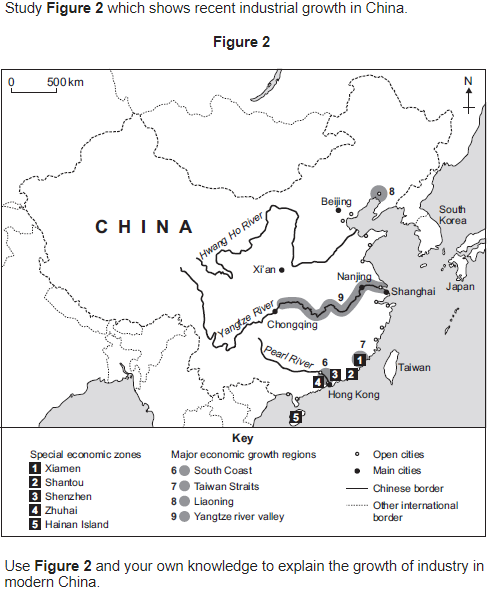 Study Figure 2 which shows recent industrial growth in China.
Figure 2
0 500 km
N
8
Beijing
South
Korea
CHINA
Hwang Ho River
Xi'an
Nanjing
Shanghai
Japan
9
Yangtze River
Chongqing
Pearl River
6
7
1
Taiwan
4
3
2
Hong Kong
5
Key
Special economic zones
1 Xiamen
2 Shantou
3 Shenzhen
4 Zhuhai
5 Hainan Island
Major economic growth regions
6 South Coast
7 Taiwan Straits
8 Liaoning
9 Yangtze river valley
Open cities
Main cities
Chinese border
Other international
border
Use Figure 2 and your own knowledge to explain the growth of industry in
modern China.